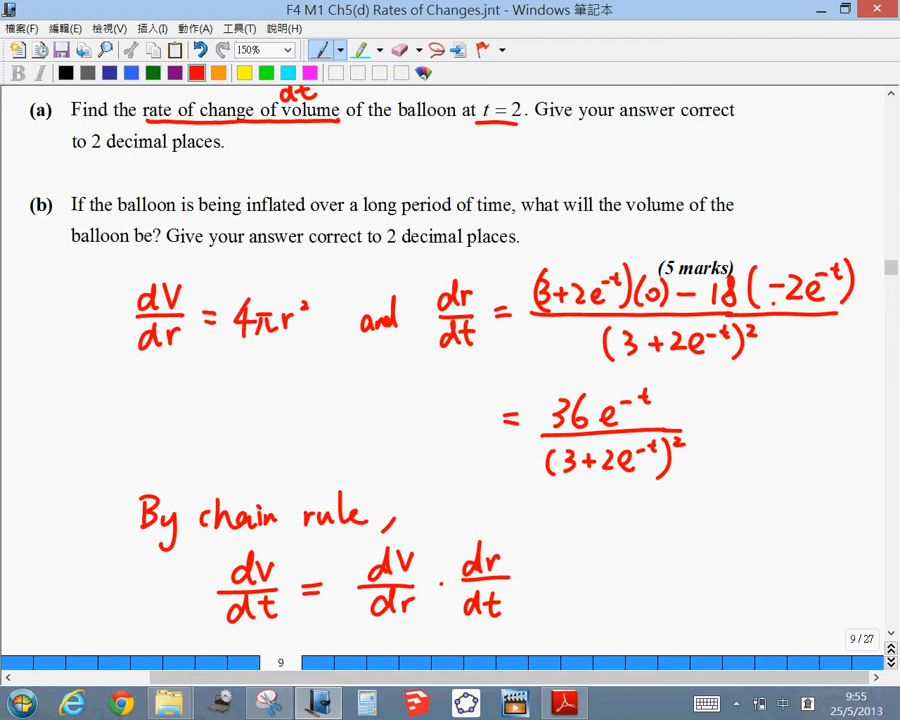 F4 M1 Ch5(d) Rates of Changes.jnt - Windows 筆記本
檔案(F) 編輯(E) 檢視(V) 插入(I) 動作(A) 工具(T) 說明(H)
150%
B I
dt
(a) Find the rate of change of volume of the balloon at t = 2. Give your answer correct
to 2 decimal places.
(b) If the balloon is being inflated over a long period of time, what will the volume of the
balloon be? Give your answer correct to 2 decimal places.
(5 marks)
dV/dr = 4πr² and dr/dt = (3+2e^-t)(0) - 18(-2e^-t) / (3+2e^-t)²
= 36e^-t / (3+2e^-t)²
By chain rule,
dV/dt = dV/dr · dr/dt
9 / 27
9
中
9:55
25/5/2013